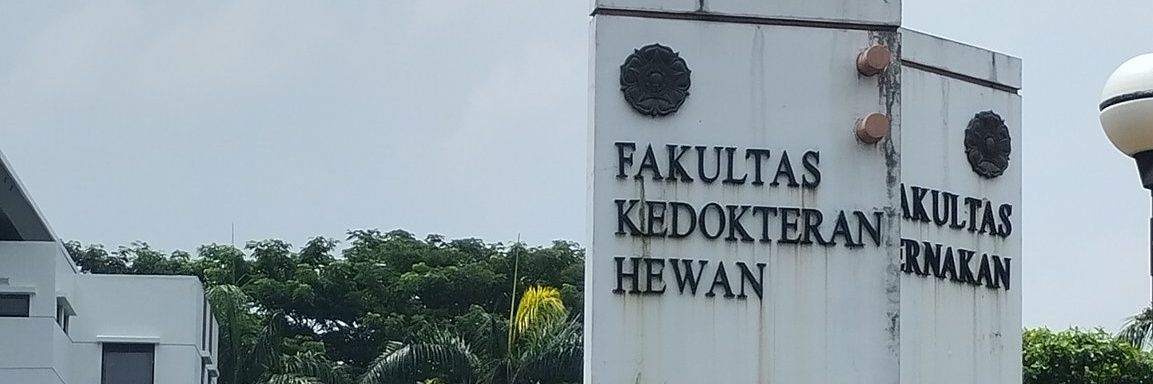 FAKULTAS
KEDOKTERAN
HEWAN
AKULTAS
ERNAKAN